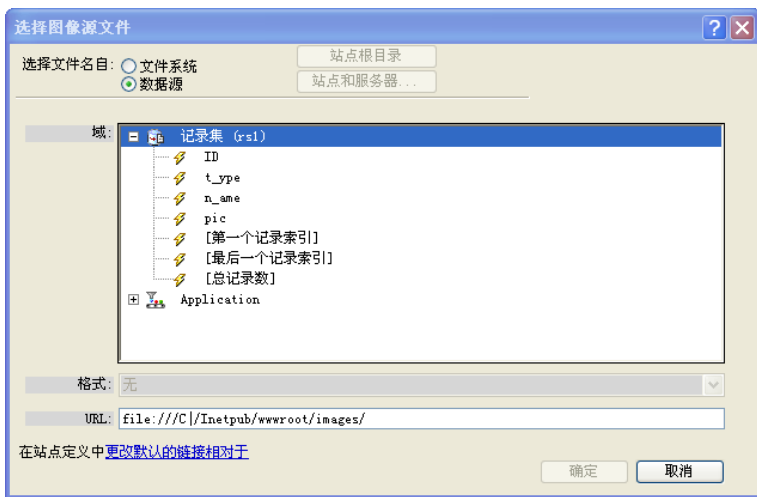 选择图像源文件
选择文件名自: 文件系统 站点根目录
数据源 站点和服务器...
域: 记录集 (rs1)
ID
t_ype
n_ame
pic
[第一个记录索引]
[最后一个记录索引]
[总记录数]
Application
格式: 无
URL: file:///C|/Inetpub/wwwroot/images/
在站点定义中更改默认的链接相对于
确定 取消